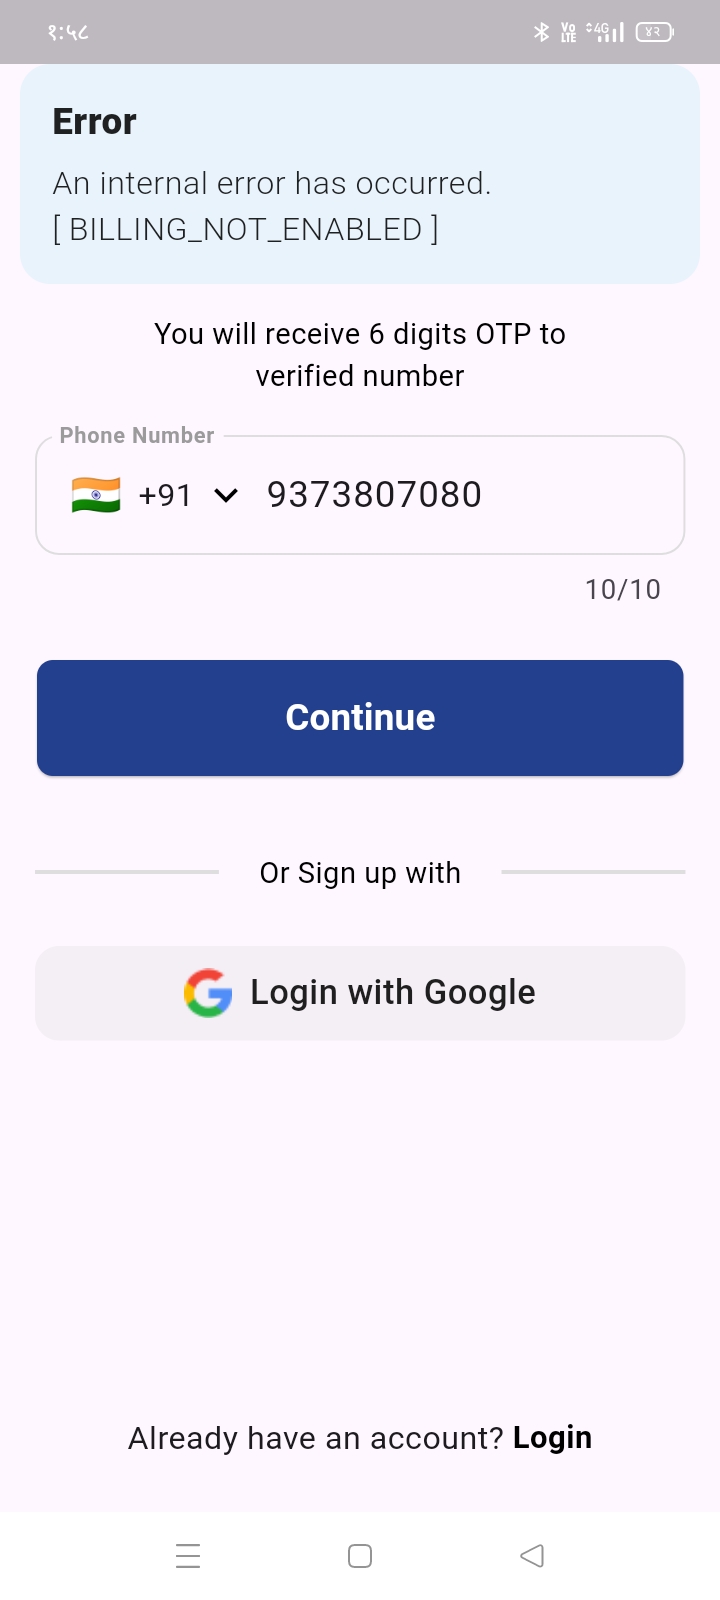 १:५८
Vo LTE 4G ४२
Error
An internal error has occurred.
[ BILLING_NOT_ENABLED ]
You will receive 6 digits OTP to
verified number
Phone Number
+91 9373807080
10/10
Continue
Or Sign up with
Login with Google
Already have an account? Login